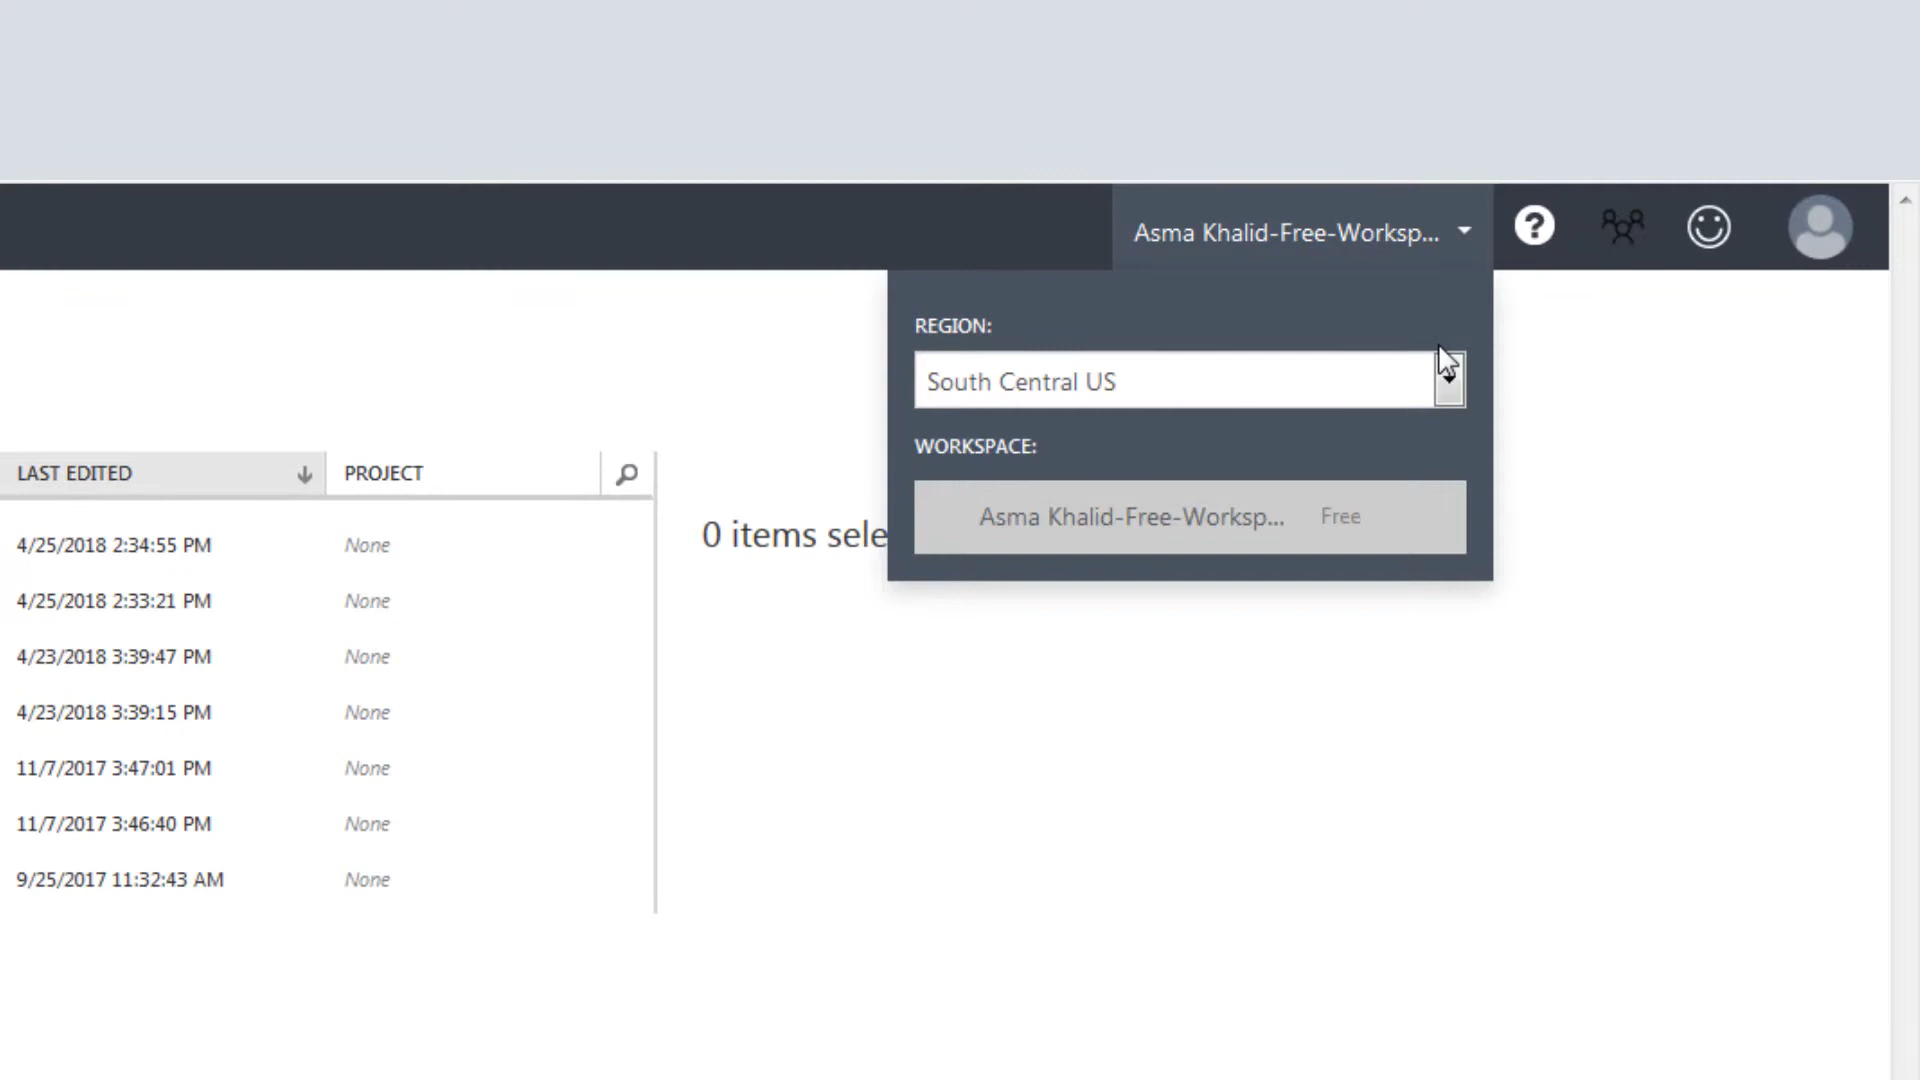 Asma Khalid-Free-Worksp...
?
REGION:
South Central US
WORKSPACE:
Asma Khalid-Free-Worksp... Free
LAST EDITED PROJECT
0 items sele
4/25/2018 2:34:55 PM None
4/25/2018 2:33:21 PM None
4/23/2018 3:39:47 PM None
4/23/2018 3:39:15 PM None
11/7/2017 3:47:01 PM None
11/7/2017 3:46:40 PM None
9/25/2017 11:32:43 AM None